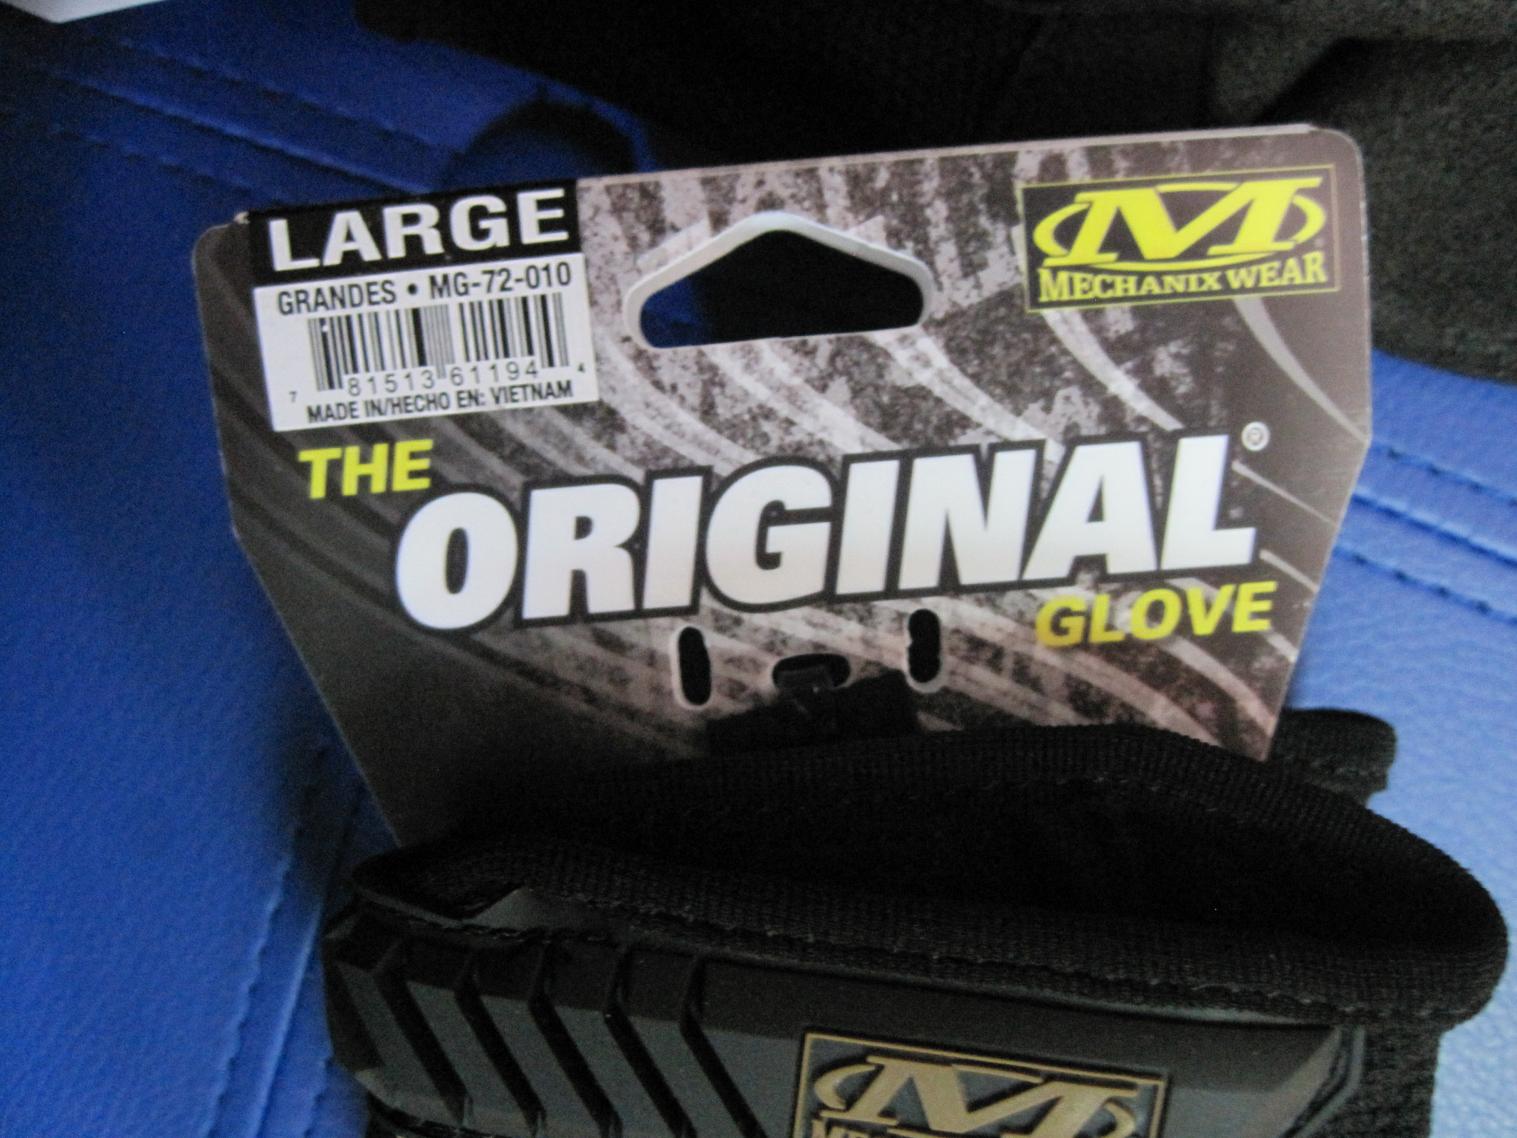 LARGE
GRANDES • MG-72-010
7 81513 61194 4
MADE IN/HECHO EN: VIETNAM
M
MECHANIX WEAR®
THE
ORIGINAL®
GLOVE
M